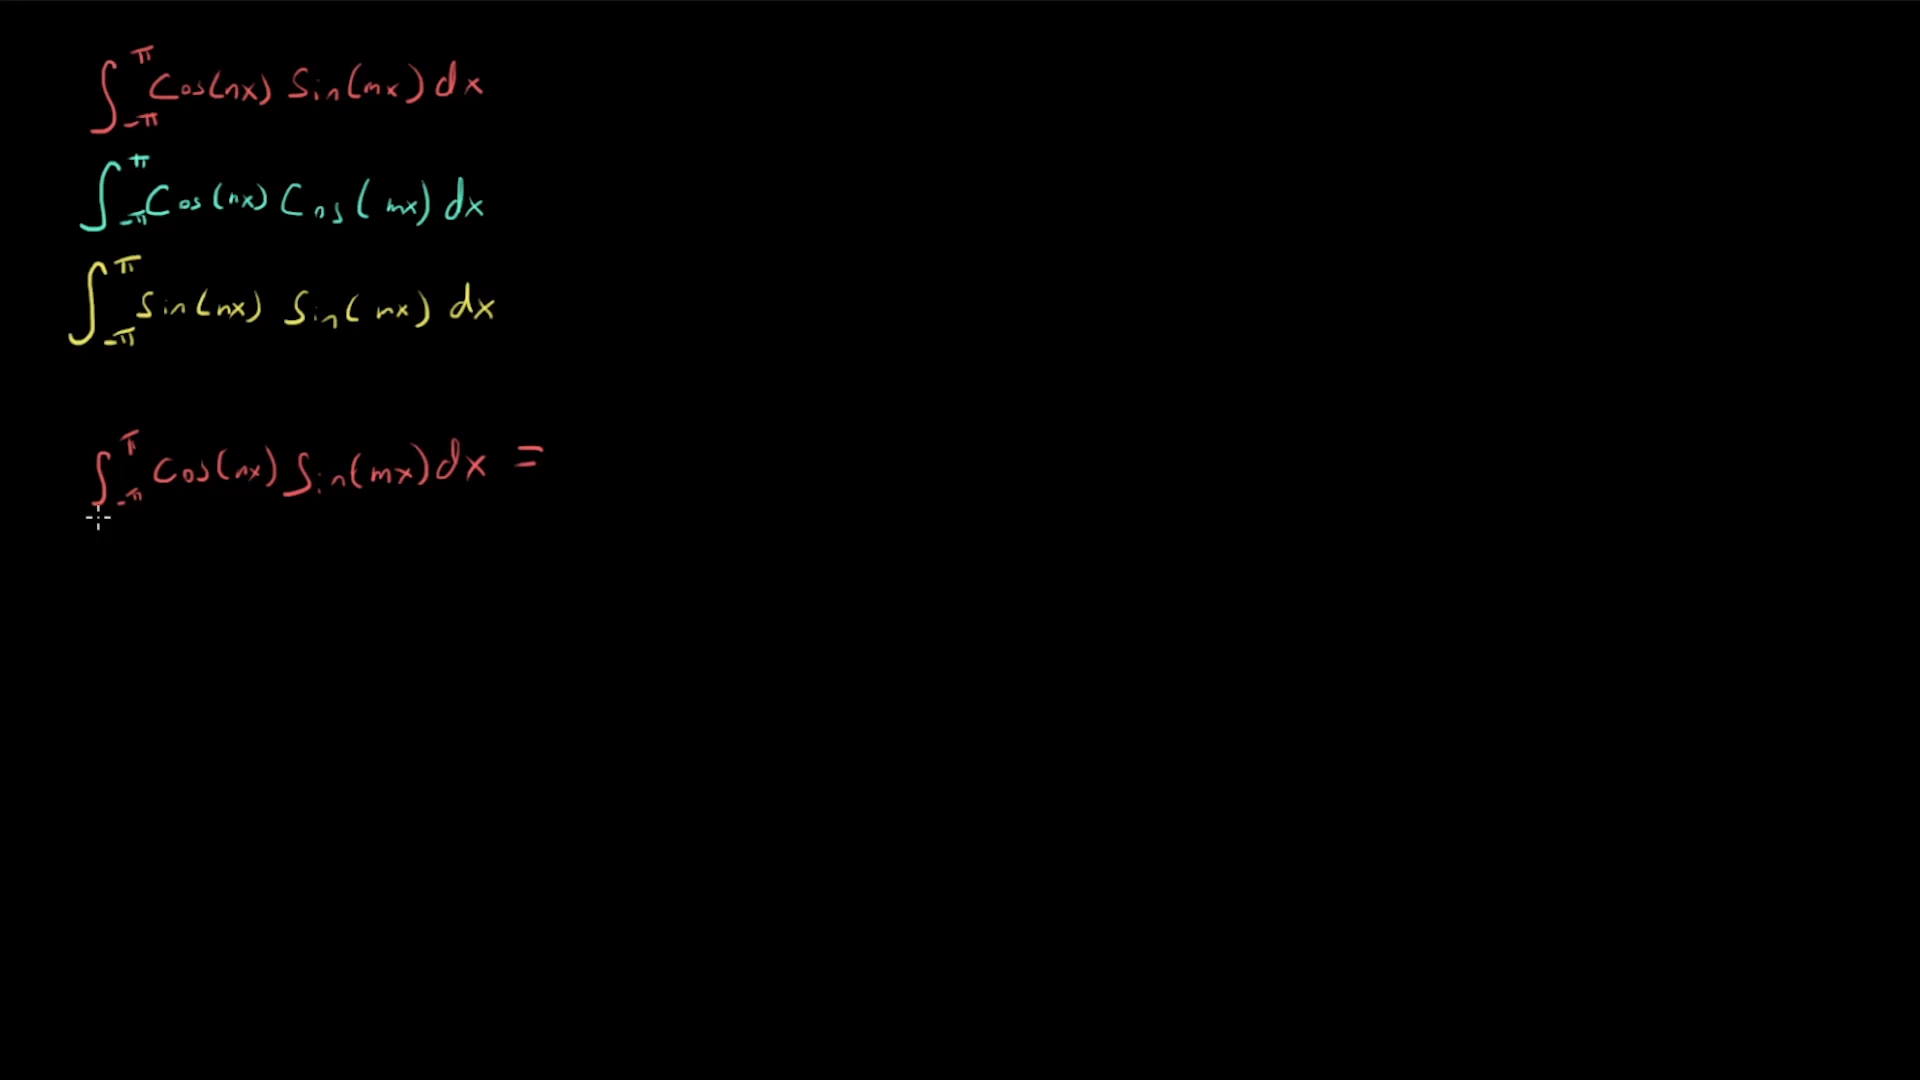 ∫_{-π}^{π} Cos(nx) Sin(mx) dx
∫_{-π}^{π} Cos(nx) Cos(mx) dx
∫_{-π}^{π} Sin(nx) Sin(mx) dx
∫_{-π}^{π} Cos(nx) Sin(mx) dx =